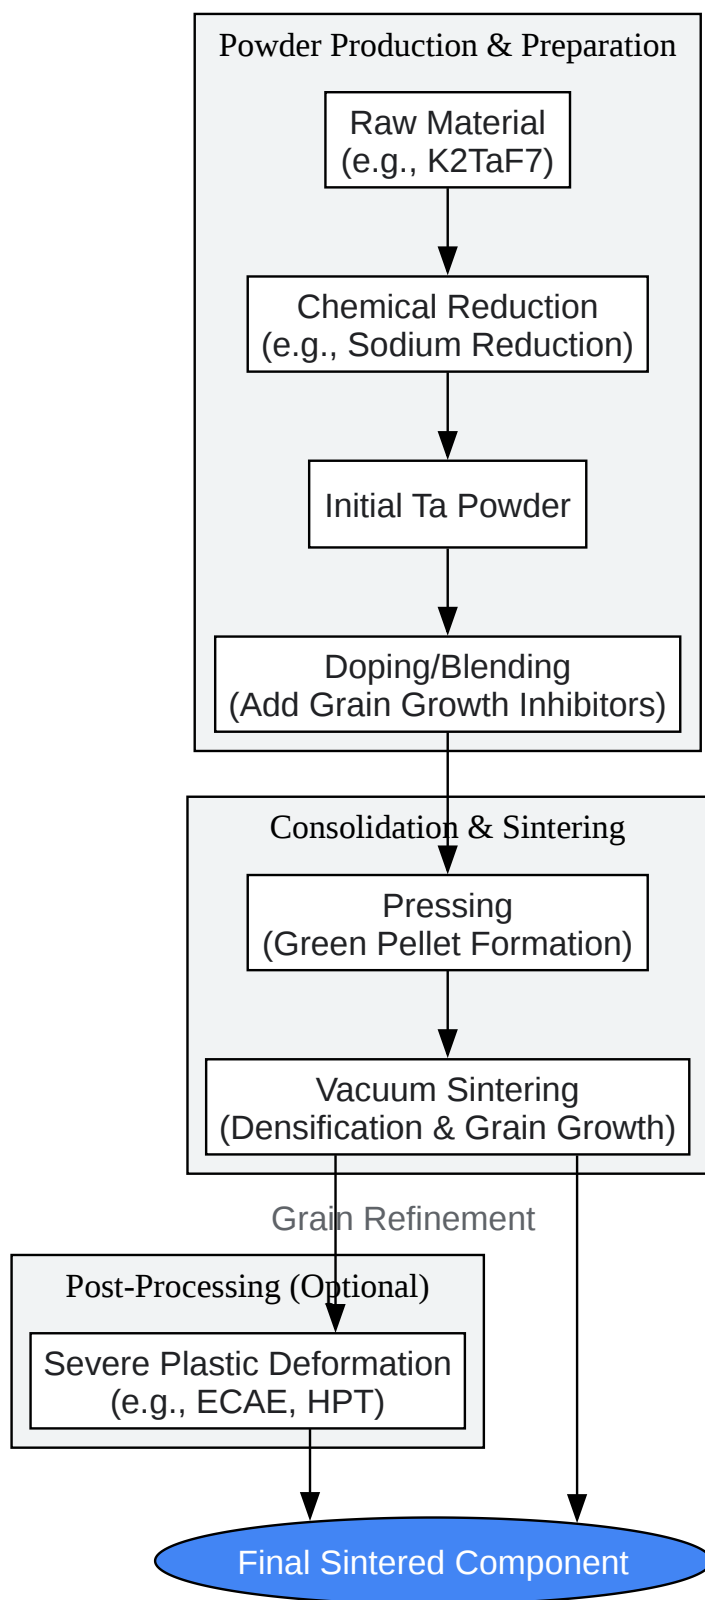 Powder Production & Preparation
Raw Material
(e.g., K2TaF7)
Chemical Reduction
(e.g., Sodium Reduction)
Initial Ta Powder
Doping/Blending
(Add Grain Growth Inhibitors)
Consolidation & Sintering
Pressing
(Green Pellet Formation)
Vacuum Sintering
(Densification & Grain Growth)
Grain Refinement
Post-Processing (Optional)
Severe Plastic Deformation
(e.g., ECAE, HPT)
Final Sintered Component